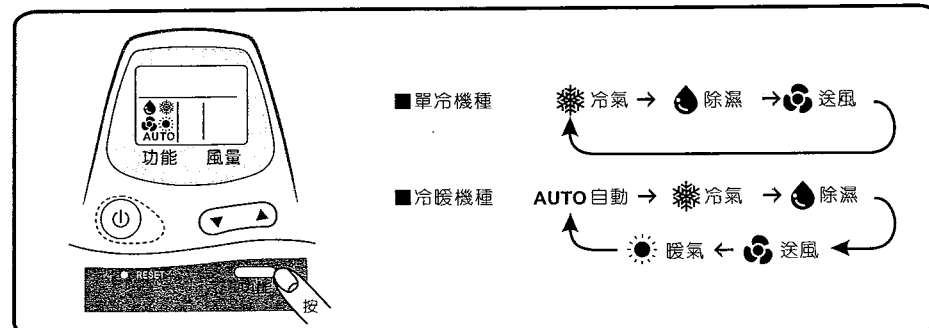 AUTO
功能 風量
RESET
按
■單冷機種 冷氣 → 除濕 → 送風
■冷暖機種 AUTO自動 → 冷氣 → 除濕
暖氣 ← 送風